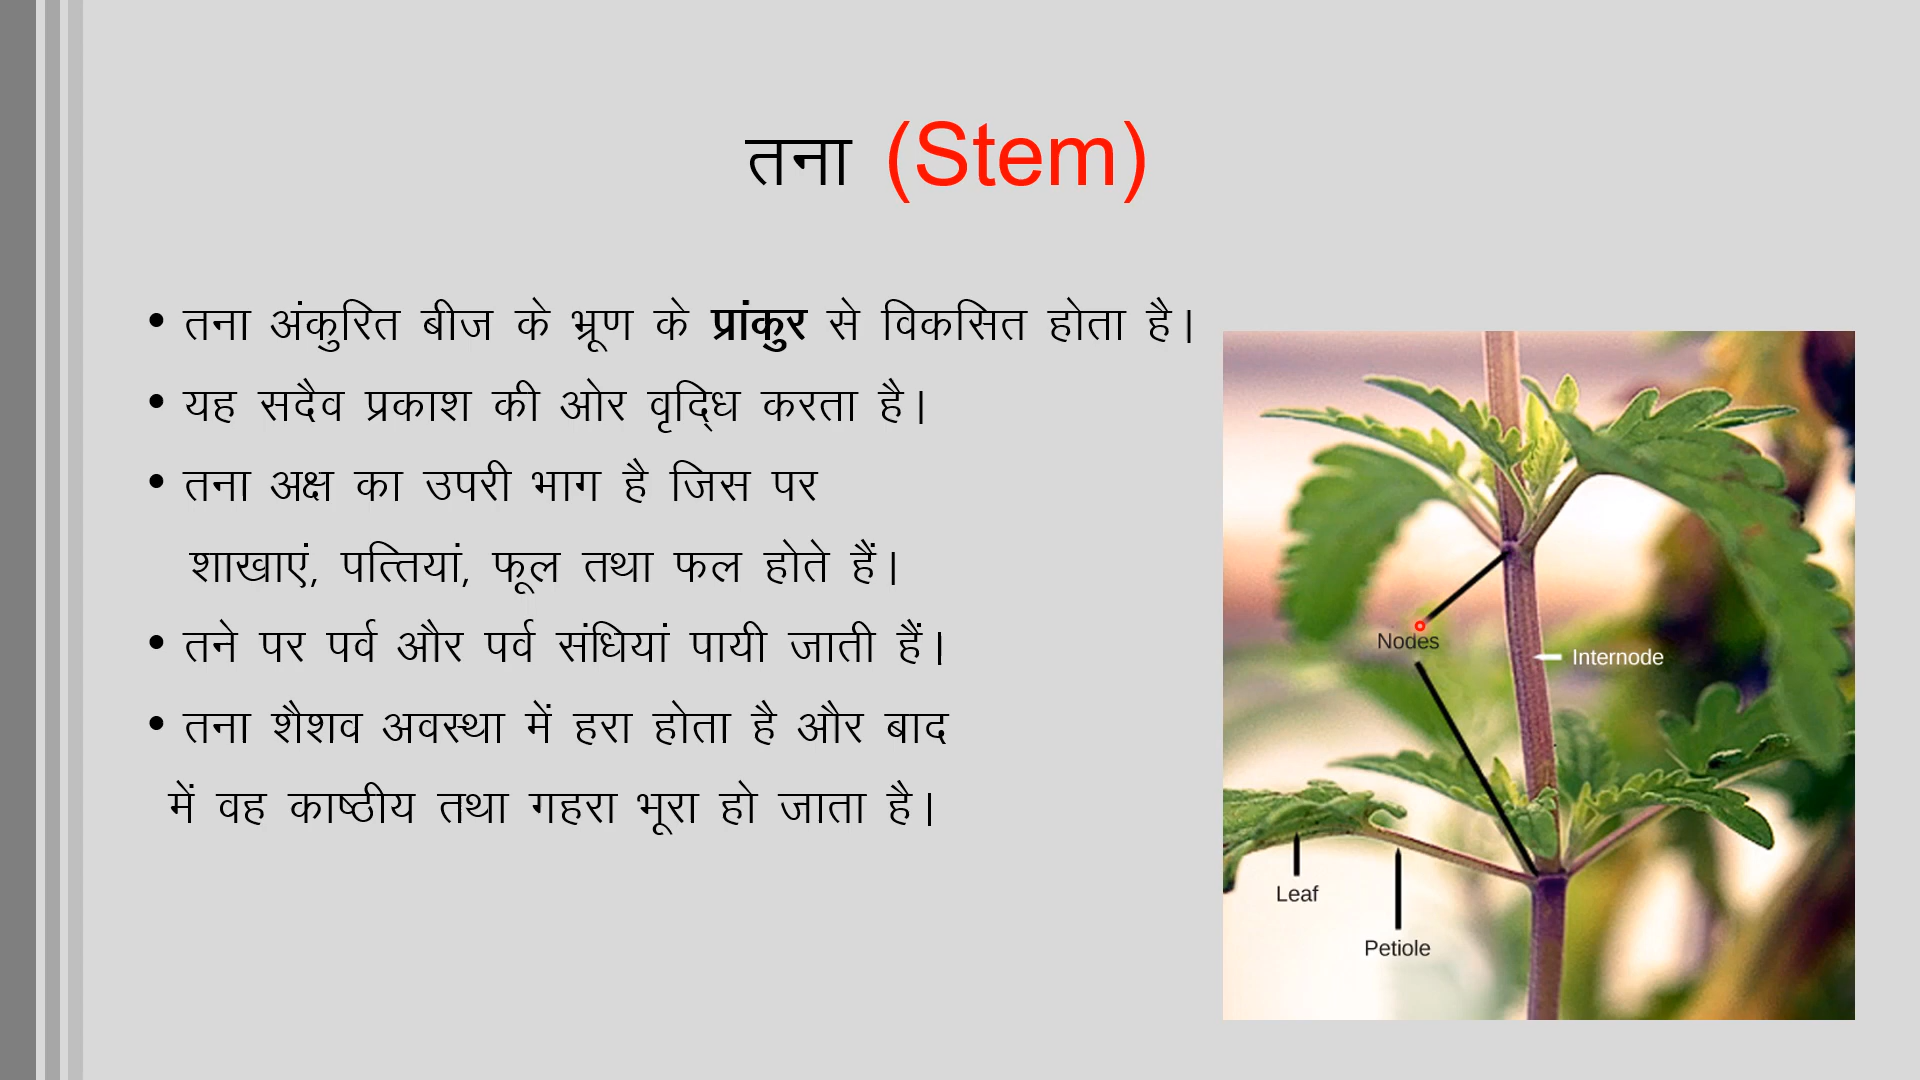 तना (Stem)
• तना अंकुरित बीज के भ्रूण के प्रांकुर से विकसित होता है।
• यह सदैव प्रकाश की ओर वृद्धि करता है।
• तना अक्ष का उपरी भाग है जिस पर
शाखाएं, पत्तियां, फूल तथा फल होते हैं।
• तने पर पर्व और पर्व संधियां पायी जाती हैं।
• तना शैशव अवस्था में हरा होता है और बाद
में वह काष्ठीय तथा गहरा भूरा हो जाता है।
Nodes
Internode
Leaf
Petiole